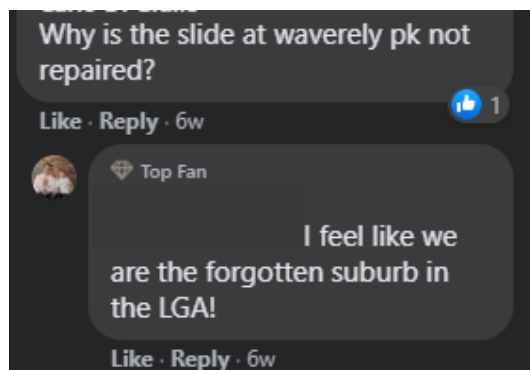 Why is the slide at waverely pk not
repaired?
1
Like · Reply · 6w
Top Fan
I feel like we
are the forgotten suburb in
the LGA!
Like · Reply · 6w